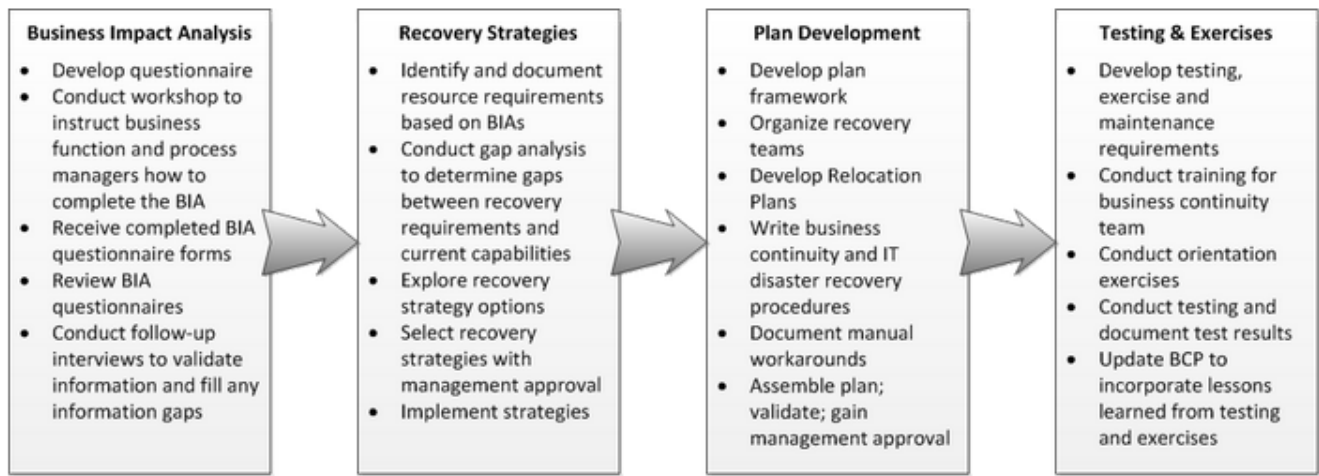 Business Impact Analysis
• Develop questionnaire
• Conduct workshop to
instruct business
function and process
managers how to
complete the BIA
• Receive completed BIA
questionnaire forms
• Review BIA
questionnaires
• Conduct follow-up
interviews to validate
information and fill any
information gaps
Recovery Strategies
• Identify and document
resource requirements
based on BIAs
• Conduct gap analysis
to determine gaps
between recovery
requirements and
current capabilities
• Explore recovery
strategy options
• Select recovery
strategies with
management approval
• Implement strategies
Plan Development
• Develop plan
framework
• Organize recovery
teams
• Develop Relocation
Plans
• Write business
continuity and IT
disaster recovery
procedures
• Document manual
workarounds
• Assemble plan;
validate; gain
management approval
Testing & Exercises
• Develop testing,
exercise and
maintenance
requirements
• Conduct training for
business continuity
team
• Conduct orientation
exercises
• Conduct testing and
document test results
• Update BCP to
incorporate lessons
learned from testing
and exercises